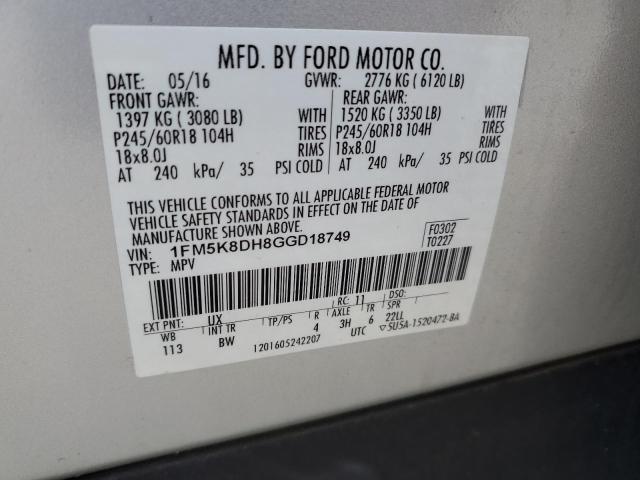 MFD. BY FORD MOTOR CO.
DATE: 05/16 GVWR: 2776 KG ( 6120 LB)
FRONT GAWR: REAR GAWR:
1397 KG ( 3080 LB) WITH 1520 KG ( 3350 LB) WITH
P245/60R18 104H TIRES P245/60R18 104H TIRES
18x8.0J RIMS 18x8.0J RIMS
AT 240 kPa/ 35 PSI COLD AT 240 kPa/ 35 PSI COLD
THIS VEHICLE CONFORMS TO ALL APPLICABLE FEDERAL MOTOR
VEHICLE SAFETY STANDARDS IN EFFECT ON THE DATE OF
MANUFACTURE SHOWN ABOVE.
VIN: 1FM5K8DH8GGD18749 F0302
TYPE: MPV T0227
EXT PNT: UX RC: 11 DSO:
WB INT TR TP/PS R AXLE TR SPR
113 BW 4 3H 6 22LL
1201605242207 UTC ▽5U5A-1520472-BA